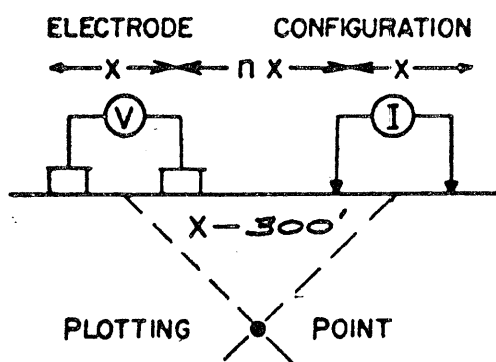 ELECTRODE CONFIGURATION
X n X X
V I
X-300'
PLOTTING POINT